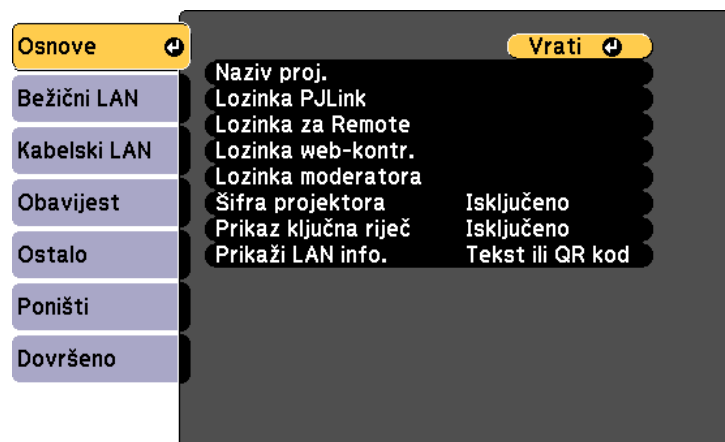 Osnove
Bežični LAN
Kabelski LAN
Obavijest
Ostalo
Poništi
Dovršeno
Vrati
Naziv proj.
Lozinka PJLink
Lozinka za Remote
Lozinka web-kontr.
Lozinka moderatora
Šifra projektora Isključeno
Prikaz ključna riječ Isključeno
Prikaži LAN info. Tekst ili QR kod